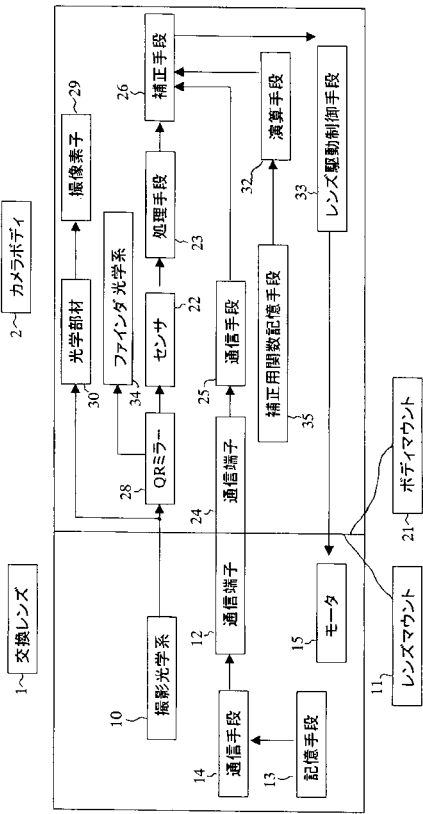 1 交換レンズ
2 カメラボディ
10 撮影光学系
14 通信手段
13 記憶手段
12 通信端子
15 モータ
11 レンズマウント
21 ボディマウント
28 QRミラー
30 光学部材
29 撮像素子
34 ファインダ光学系
22 センサ
23 処理手段
26 補正手段
24 通信端子
25 通信手段
35 補正用関数記憶手段
32 演算手段
33 レンズ駆動制御手段